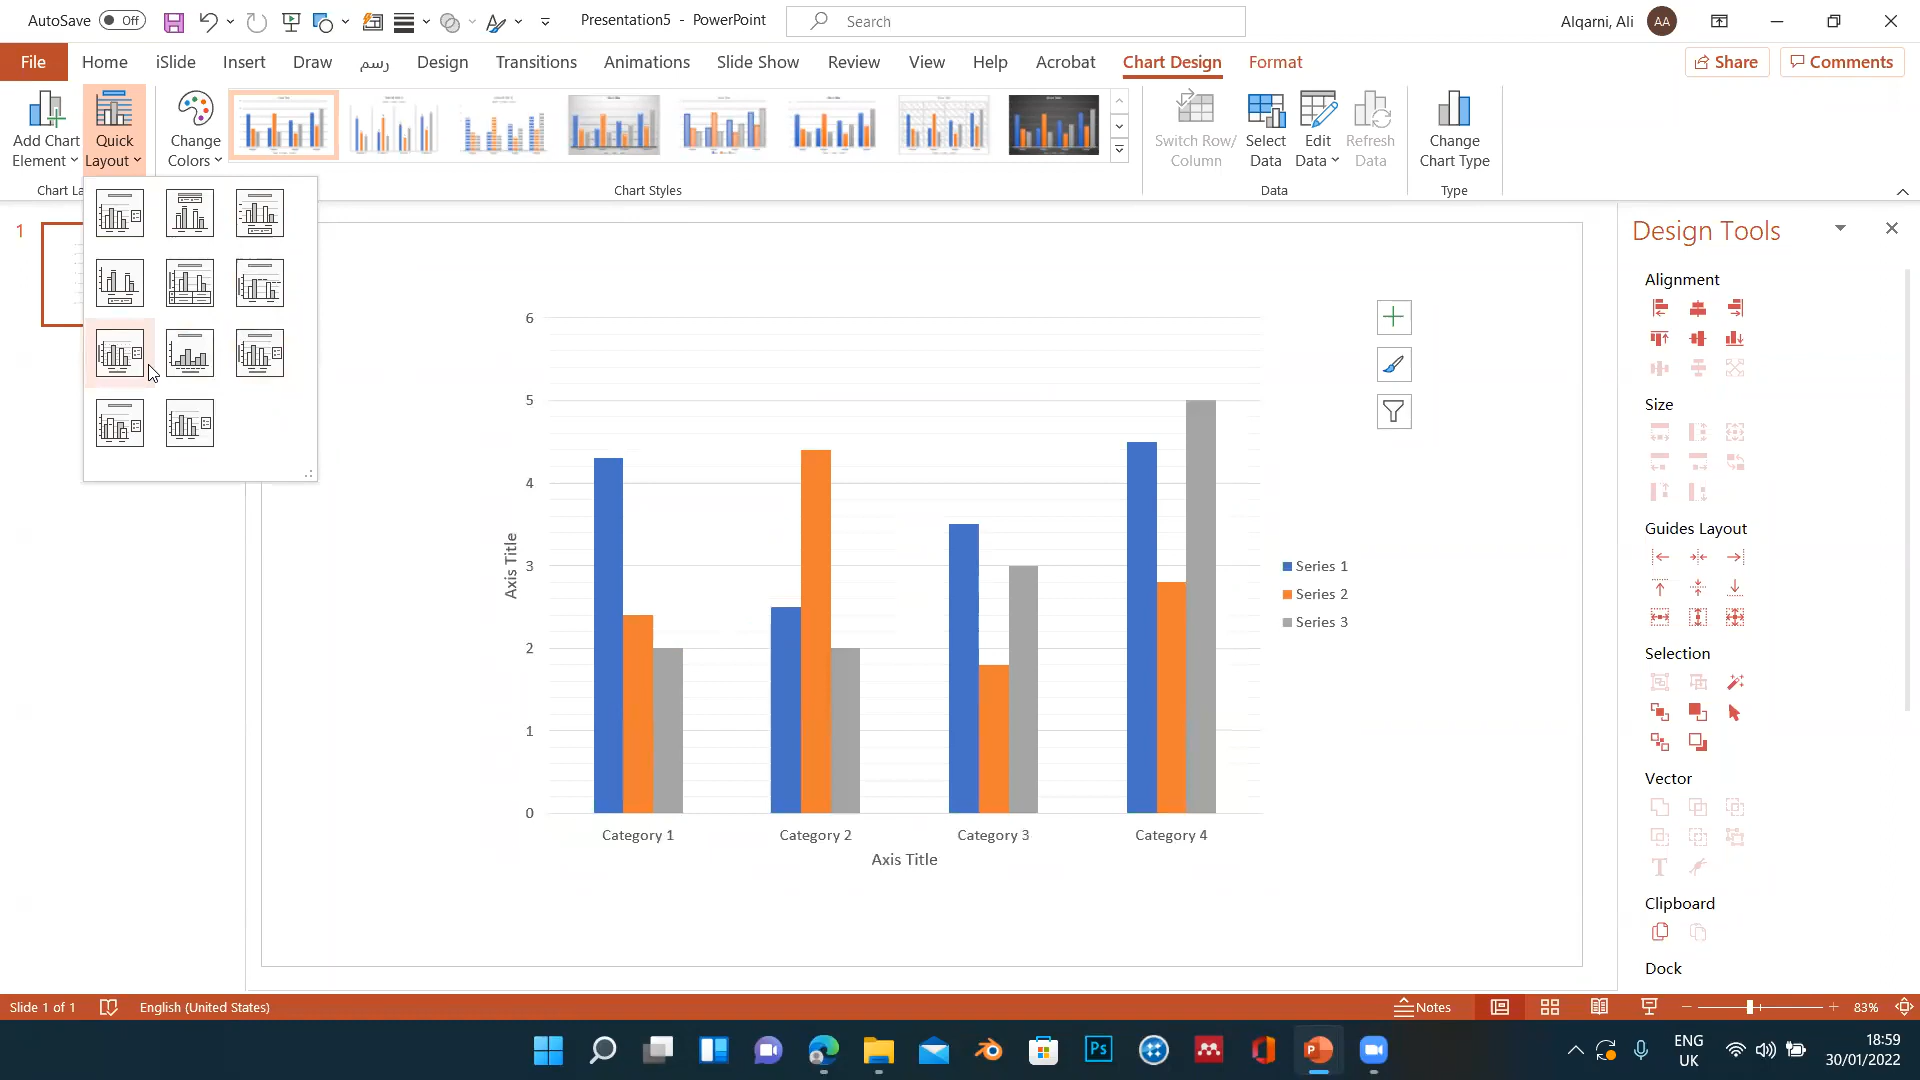 AutoSave Off Presentation5 - PowerPoint Search Alqarni, Ali AA
File Home iSlide Insert Draw رسم Design Transitions Animations Slide Show Review View Help Acrobat Chart Design Format Share Comments
Add Chart Element
Quick Layout
Change Colors
Switch Row/ Column
Select Data
Edit Data
Refresh Data
Change Chart Type
Chart La
Chart Styles
Data
Type
1
Design Tools
Alignment
Size
Guides Layout
Selection
Vector
Clipboard
Dock
6
5
4
3
2
1
0
Axis Title
Series 1
Series 2
Series 3
Category 1 Category 2 Category 3 Category 4
Axis Title
Slide 1 of 1 English (United States) Notes 83%
Ps
ENG
UK
18:59
30/01/2022